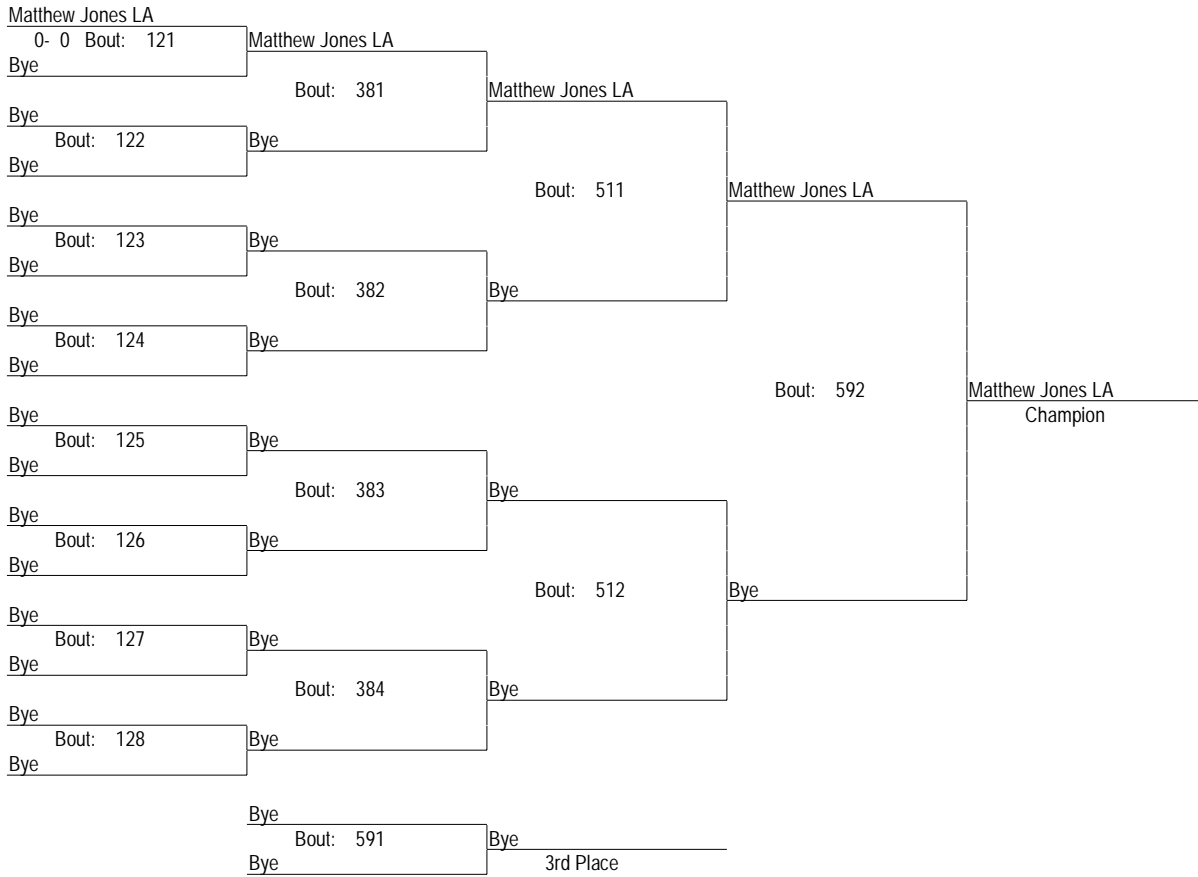 Matthew Jones LA
0- 0 Bout: 121 Matthew Jones LA
Bye
Bout: 381 Matthew Jones LA
Bye
Bout: 122 Bye
Bye
Bout: 511 Matthew Jones LA
Bye
Bout: 123 Bye
Bye
Bout: 382 Bye
Bye
Bout: 124 Bye
Bye
Bout: 592 Matthew Jones LA
Bye Champion
Bout: 125 Bye
Bye
Bout: 383 Bye
Bye
Bout: 126 Bye
Bye
Bout: 512 Bye
Bye
Bout: 127 Bye
Bye
Bout: 384 Bye
Bye
Bout: 128 Bye
Bye
Bye
Bout: 591 Bye
Bye 3rd Place